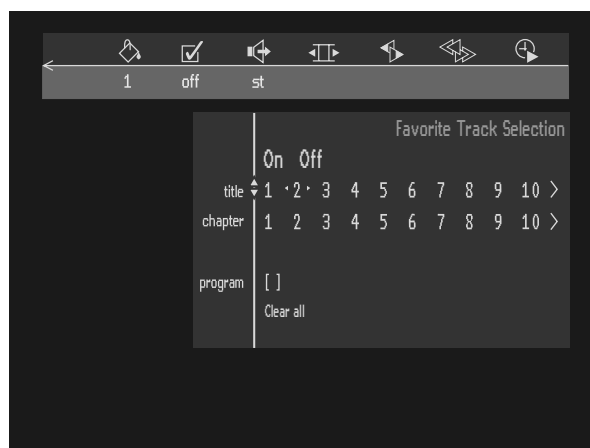 1 off st
Favorite Track Selection
On Off
title 1 2 3 4 5 6 7 8 9 10 >
chapter 1 2 3 4 5 6 7 8 9 10 >
program [ ]
Clear all